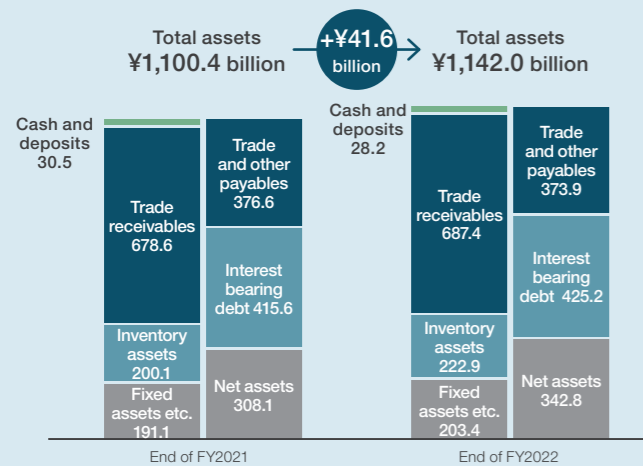 Total assets
¥1,100.4 billion
+¥41.6
billion
Total assets
¥1,142.0 billion
Cash and
deposits
30.5
Trade
receivables
678.6
Inventory
assets
200.1
Fixed
assets etc.
191.1
Trade
and other
payables
376.6
Interest
bearing
debt 415.6
Net assets
308.1
End of FY2021
Cash and
deposits
28.2
Trade
receivables
687.4
Inventory
assets
222.9
Fixed
assets etc.
203.4
Trade
and other
payables
373.9
Interest
bearing
debt 425.2
Net assets
342.8
End of FY2022